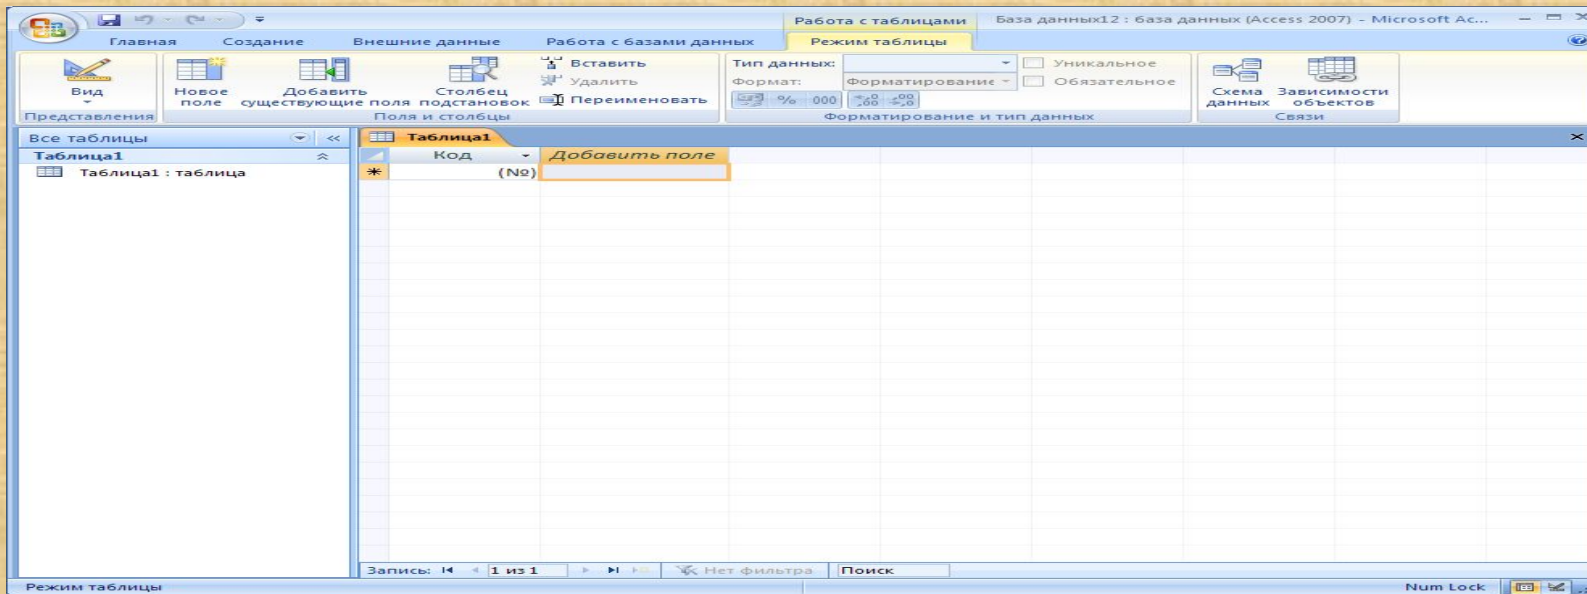 Работа с таблицами База данных12 : база данных (Access 2007) - Microsoft Ac...
Главная Создание Внешние данные Работа с базами данных Режим таблицы
Вид
Представления
Новое поле
Добавить существующие поля
Столбец подстановок
Вставить
Удалить
Переименовать
Поля и столбцы
Тип данных:
Формат: Форматирование
% 000 ,00 ,0
Уникальное
Обязательное
Форматирование и тип данных
Схема данных
Зависимости объектов
Связи
Все таблицы
Таблица1
Таблица1 : таблица
Таблица1
Код Добавить поле
(№)
Запись: 1 из 1 Нет фильтра Поиск
Режим таблицы Num Lock